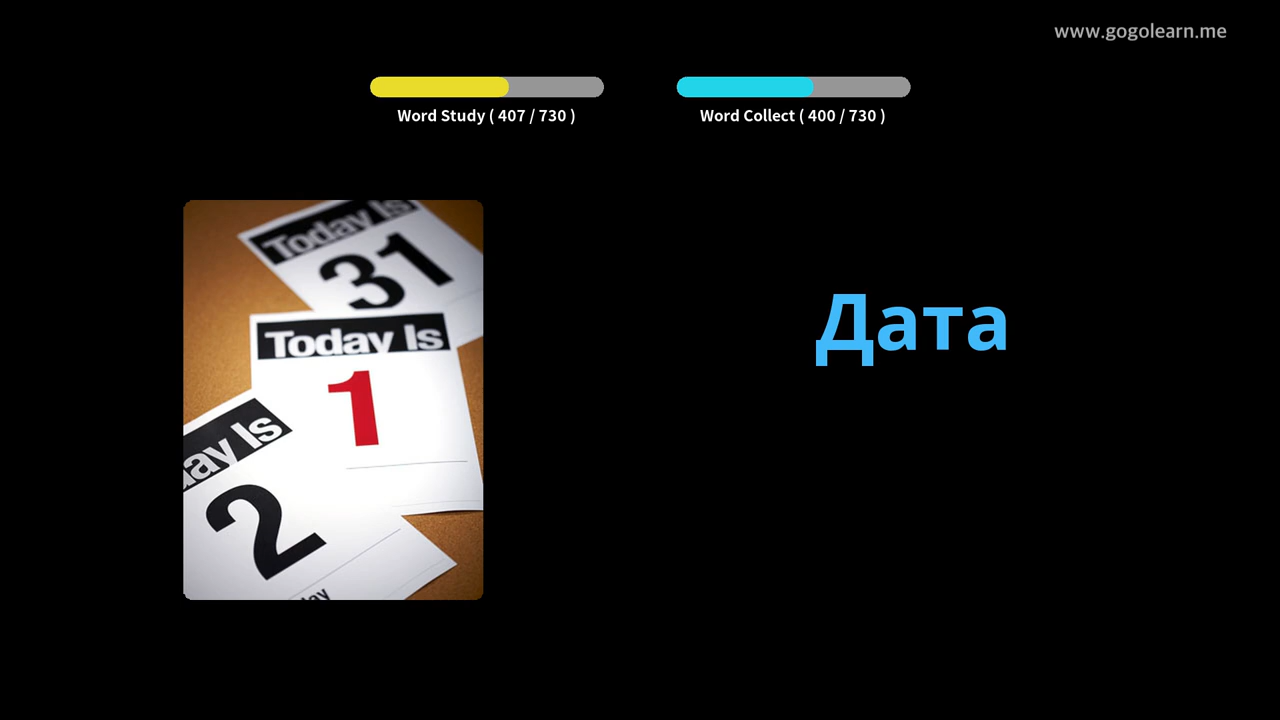 www.gogolearn.me
Word Study ( 407 / 730 )
Word Collect ( 400 / 730 )
Today Is
31
Today Is
1
ay Is
2
Дата